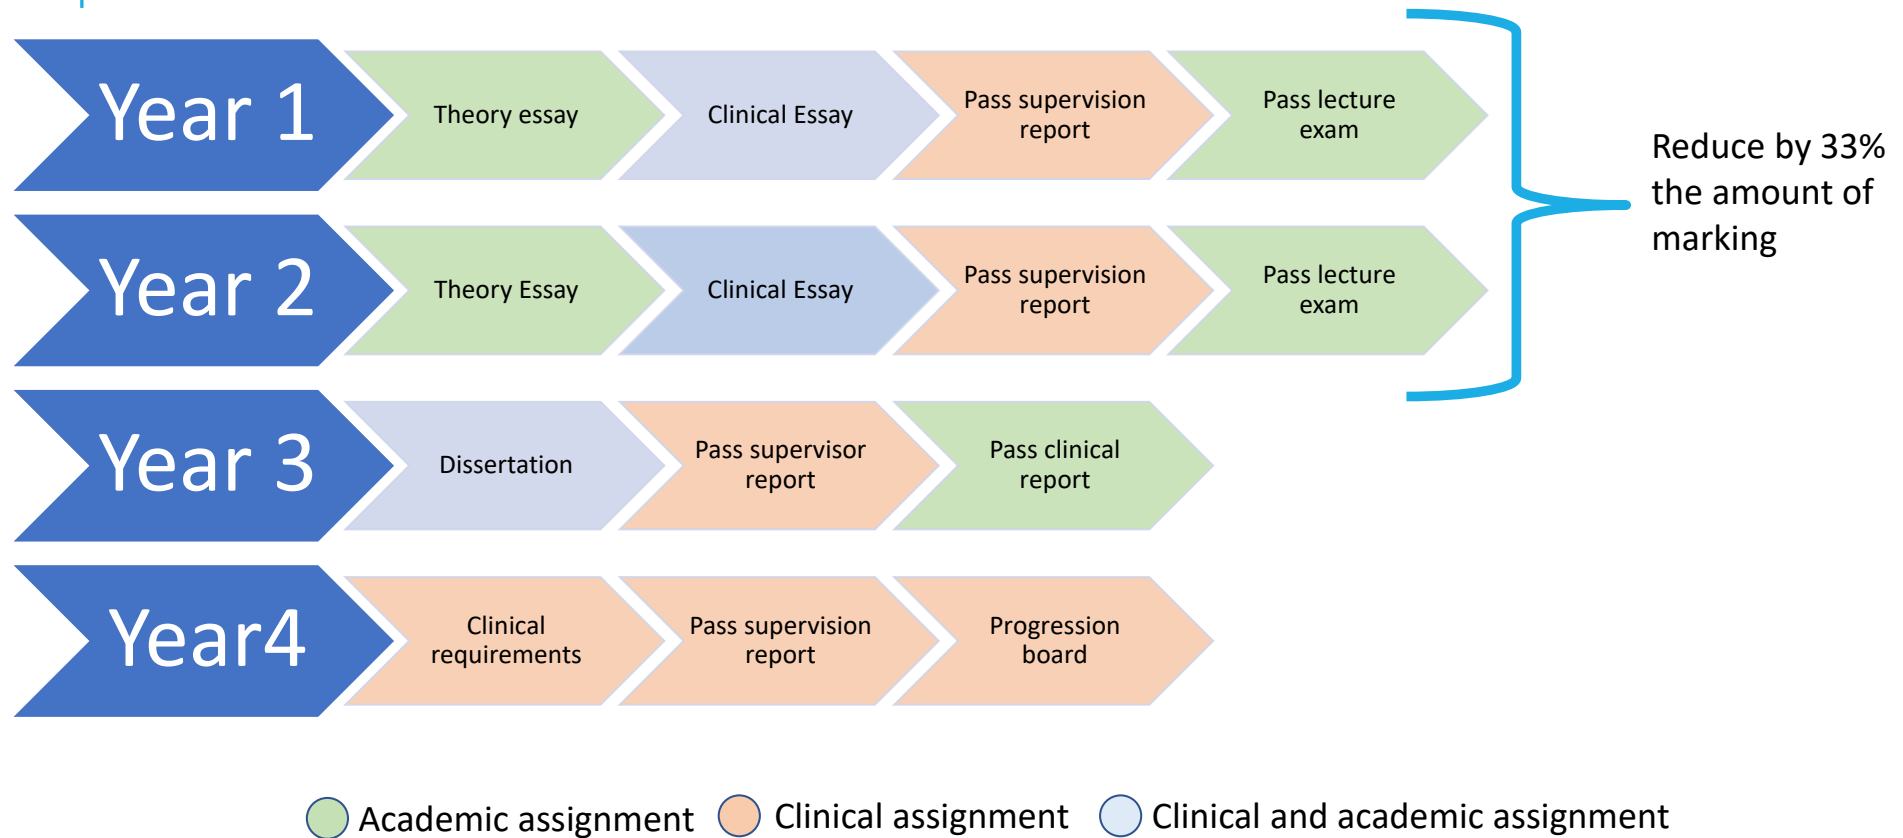 Year 1
Theory essay
Clinical Essay
Pass supervision
report
Pass lecture
exam
Reduce by 33%
the amount of
marking
Year 2
Theory Essay
Clinical Essay
Pass supervision
report
Pass lecture
exam
Year 3
Dissertation
Pass supervisor
report
Pass clinical
report
Year4
Clinical
requirements
Pass supervision
report
Progression
board
Academic assignment
Clinical assignment
Clinical and academic assignment